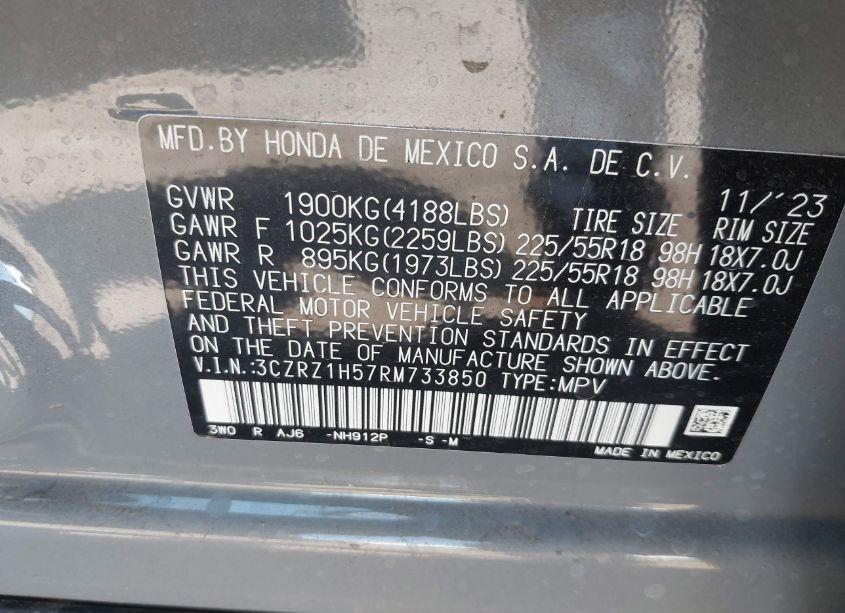 MFD. BY HONDA DE MEXICO S.A. DE C.V.
11/'23
GVWR 1900KG(4188LBS) TIRE SIZE RIM SIZE
GAWR F 1025KG(2259LBS) 225/55R18 98H 18X7.0J
GAWR R 895KG(1973LBS) 225/55R18 98H 18X7.0J
THIS VEHICLE CONFORMS TO ALL APPLICABLE
FEDERAL MOTOR VEHICLE SAFETY
AND THEFT PREVENTION STANDARDS IN EFFECT
ON THE DATE OF MANUFACTURE SHOWN ABOVE.
V.I.N.:3CZRZ1H57RM733850 TYPE:MPV
3W0 R AJ6 -NH912P -S -M
MADE IN MEXICO